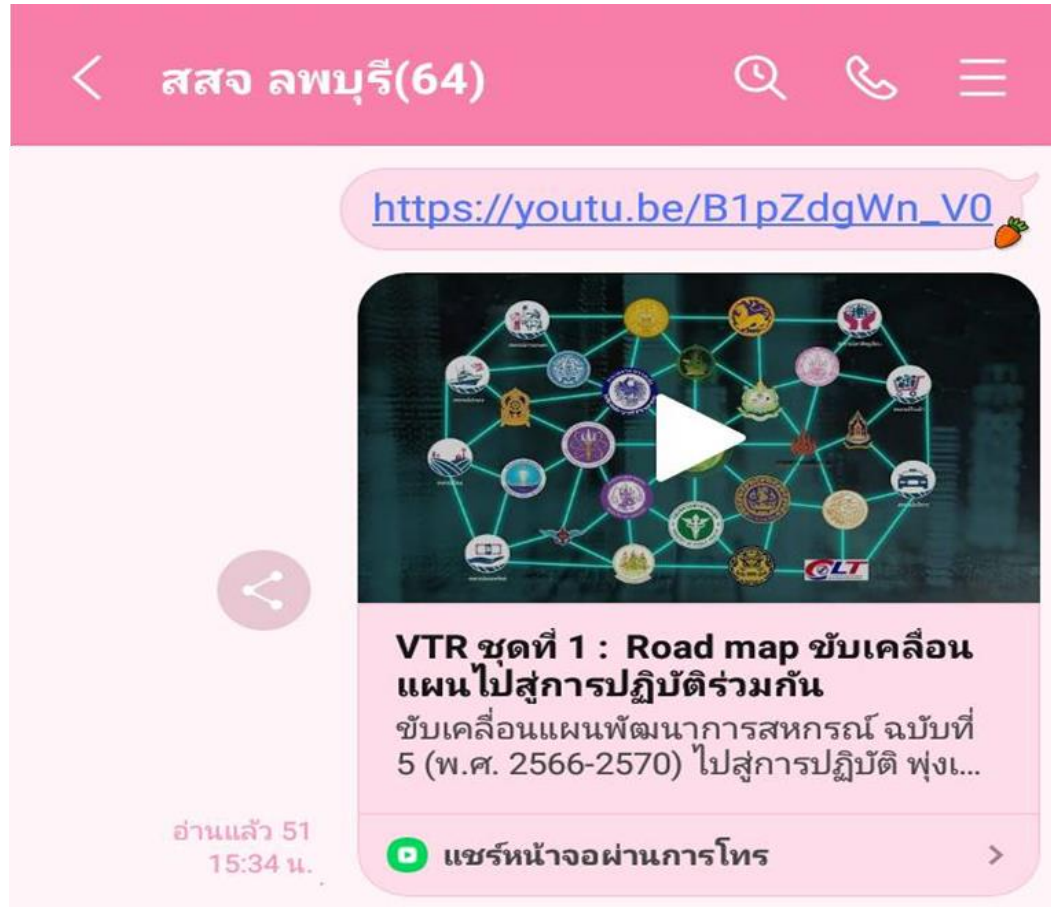 สสจ ลพบุรี(64)
https://youtu.be/B1pZdgWn_V0
CLT
VTR ชุดที่ 1 : Road map ขับเคลื่อน
แผนไปสู่การปฏิบัติร่วมกัน
ขับเคลื่อนแผนพัฒนาการสหกรณ์ ฉบับที่
5 (พ.ศ. 2566-2570) ไปสู่การปฏิบัติ พุ่งเ...
อ่านแล้ว 51
15:34 น.
แชร์หน้าจอผ่านการโทร